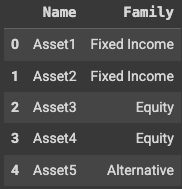 Name Family
0 Asset1 Fixed Income
1 Asset2 Fixed Income
2 Asset3 Equity
3 Asset4 Equity
4 Asset5 Alternative